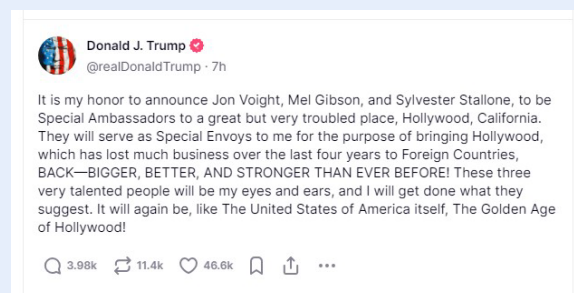 Donald J. Trump
@realDonaldTrump · 7h
It is my honor to announce Jon Voight, Mel Gibson, and Sylvester Stallone, to be
Special Ambassadors to a great but very troubled place, Hollywood, California.
They will serve as Special Envoys to me for the purpose of bringing Hollywood,
which has lost much business over the last four years to Foreign Countries,
BACK—BIGGER, BETTER, AND STRONGER THAN EVER BEFORE! These three
very talented people will be my eyes and ears, and I will get done what they
suggest. It will again be, like The United States of America itself, The Golden Age
of Hollywood!
3.98k 11.4k 46.6k